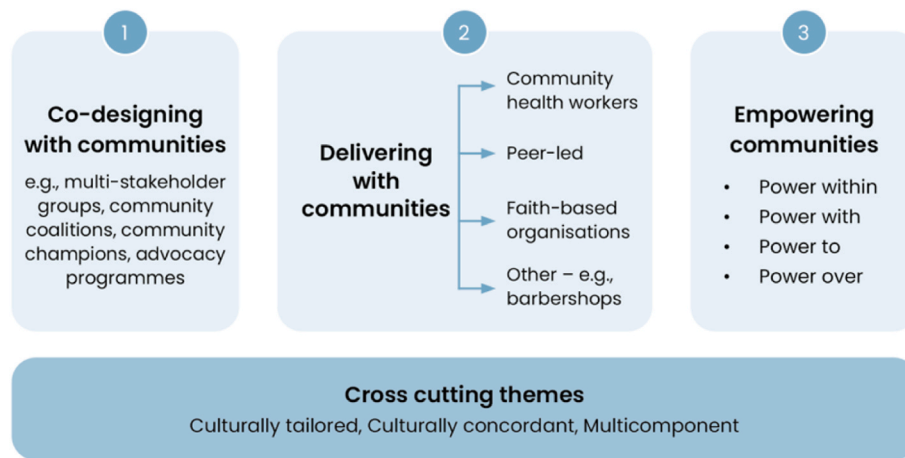 1
Co-designing
with communities
e.g., multi-stakeholder
groups, community
coalitions, community
champions, advocacy
programmes
2
Delivering
with
communities
Community
health workers
Peer-led
Faith-based
organisations
Other – e.g.,
barbershops
3
Empowering
communities
• Power within
• Power with
• Power to
• Power over
Cross cutting themes
Culturally tailored, Culturally concordant, Multicomponent